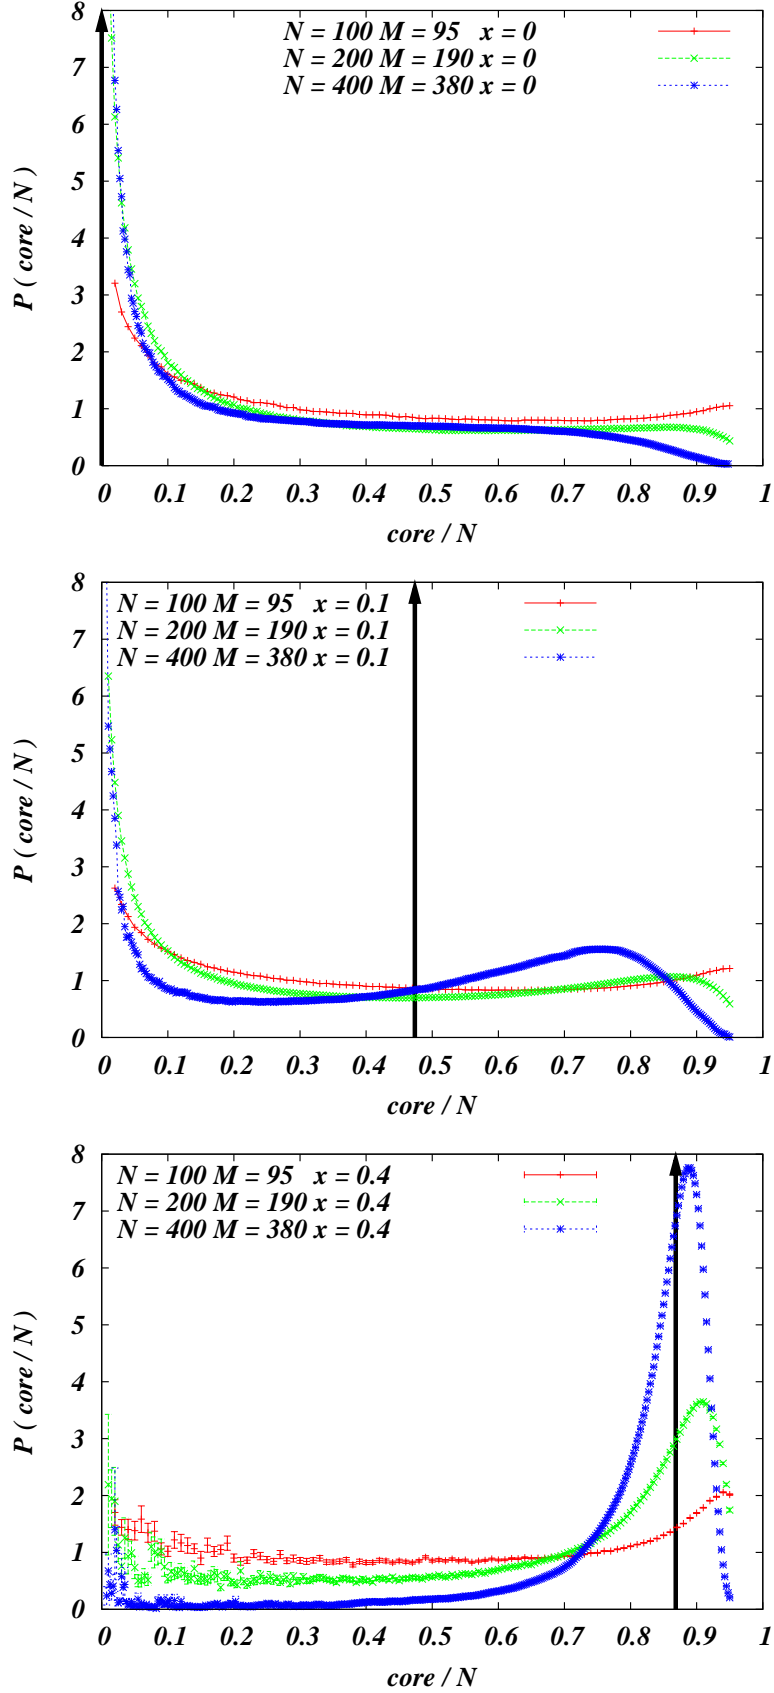 N = 100 M = 95 x = 0
N = 200 M = 190 x = 0
N = 400 M = 380 x = 0
P ( core / N )
8
7
6
5
4
3
2
1
0
0 0.1 0.2 0.3 0.4 0.5 0.6 0.7 0.8 0.9 1
core / N
N = 100 M = 95 x = 0.1
N = 200 M = 190 x = 0.1
N = 400 M = 380 x = 0.1
P ( core / N )
8
7
6
5
4
3
2
1
0
0 0.1 0.2 0.3 0.4 0.5 0.6 0.7 0.8 0.9 1
core / N
N = 100 M = 95 x = 0.4
N = 200 M = 190 x = 0.4
N = 400 M = 380 x = 0.4
P ( core / N )
8
7
6
5
4
3
2
1
0
0 0.1 0.2 0.3 0.4 0.5 0.6 0.7 0.8 0.9 1
core / N